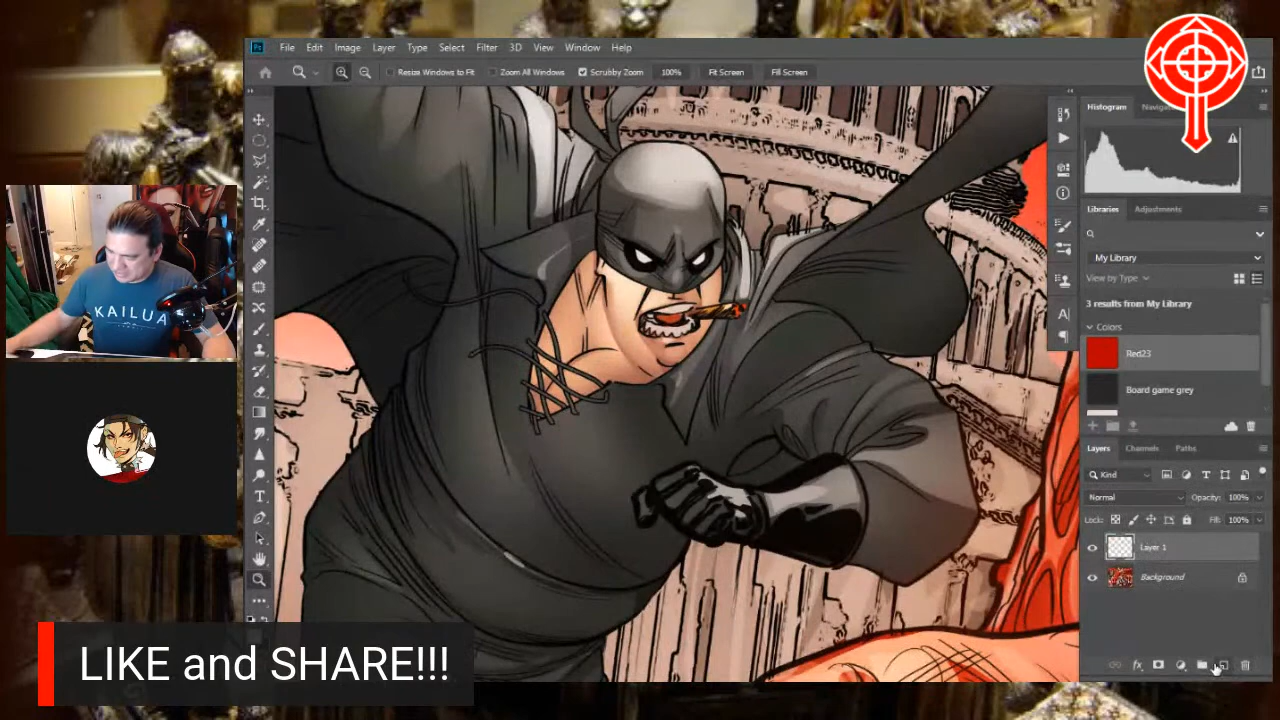 Ps File Edit Image Layer Type Select Filter 3D View Window Help
Resize Windows to Fit Zoom All Windows Scrubby Zoom 100% Fit Screen Fill Screen
Histogram
Libraries Adjustments
My Library
View by Type
3 results from My Library
Colors
Red23
Board game grey
Layers Channels Paths
Kind
Normal Opacity: 100%
Lock: Fill: 100%
Layer 1
Background
KAILUA
LIKE and SHARE!!!